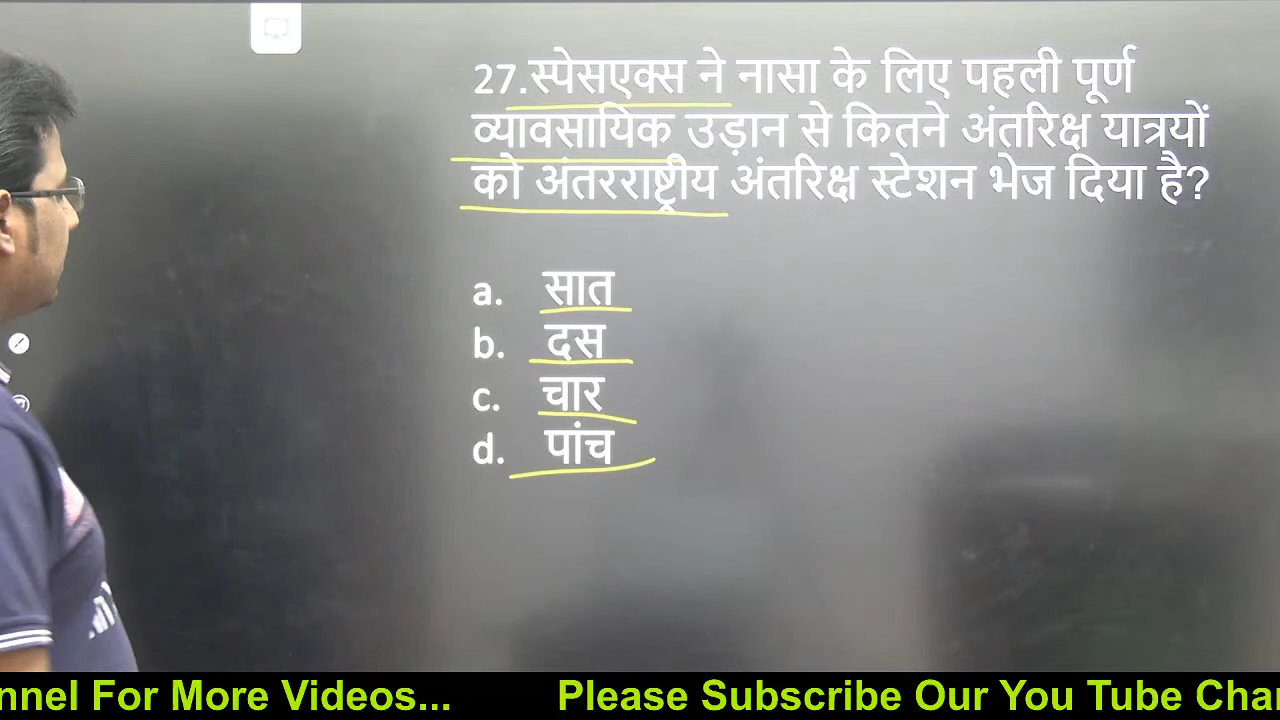 27.स्पेसएक्स ने नासा के लिए पहली पूर्ण
व्यावसायिक उड़ान से कितने अंतरिक्ष यात्रयों
को अंतरराष्ट्रीय अंतरिक्ष स्टेशन भेज दिया है?
a. सात
b. दस
c. चार
d. पांच
nnel For More Videos... Please Subscribe Our You Tube Chan